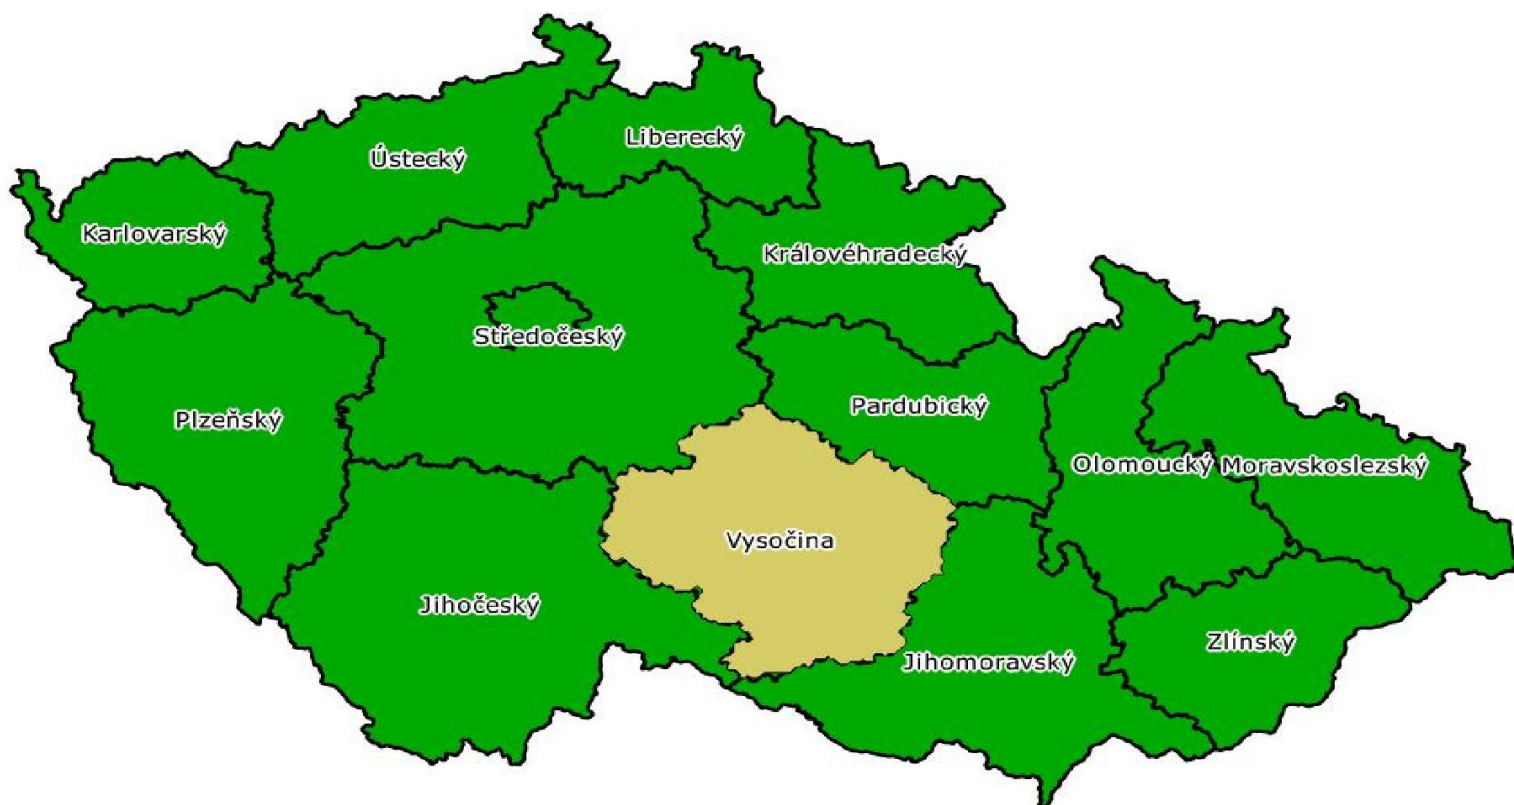 Liberecký
Ústecký
Karlovarský
Královéhradecký
Středočeský
Pardubický
Plzeňský
Olomoucký
Moravskoslezský
Vysočina
Jihočeský
Zlínský
Jihomoravský